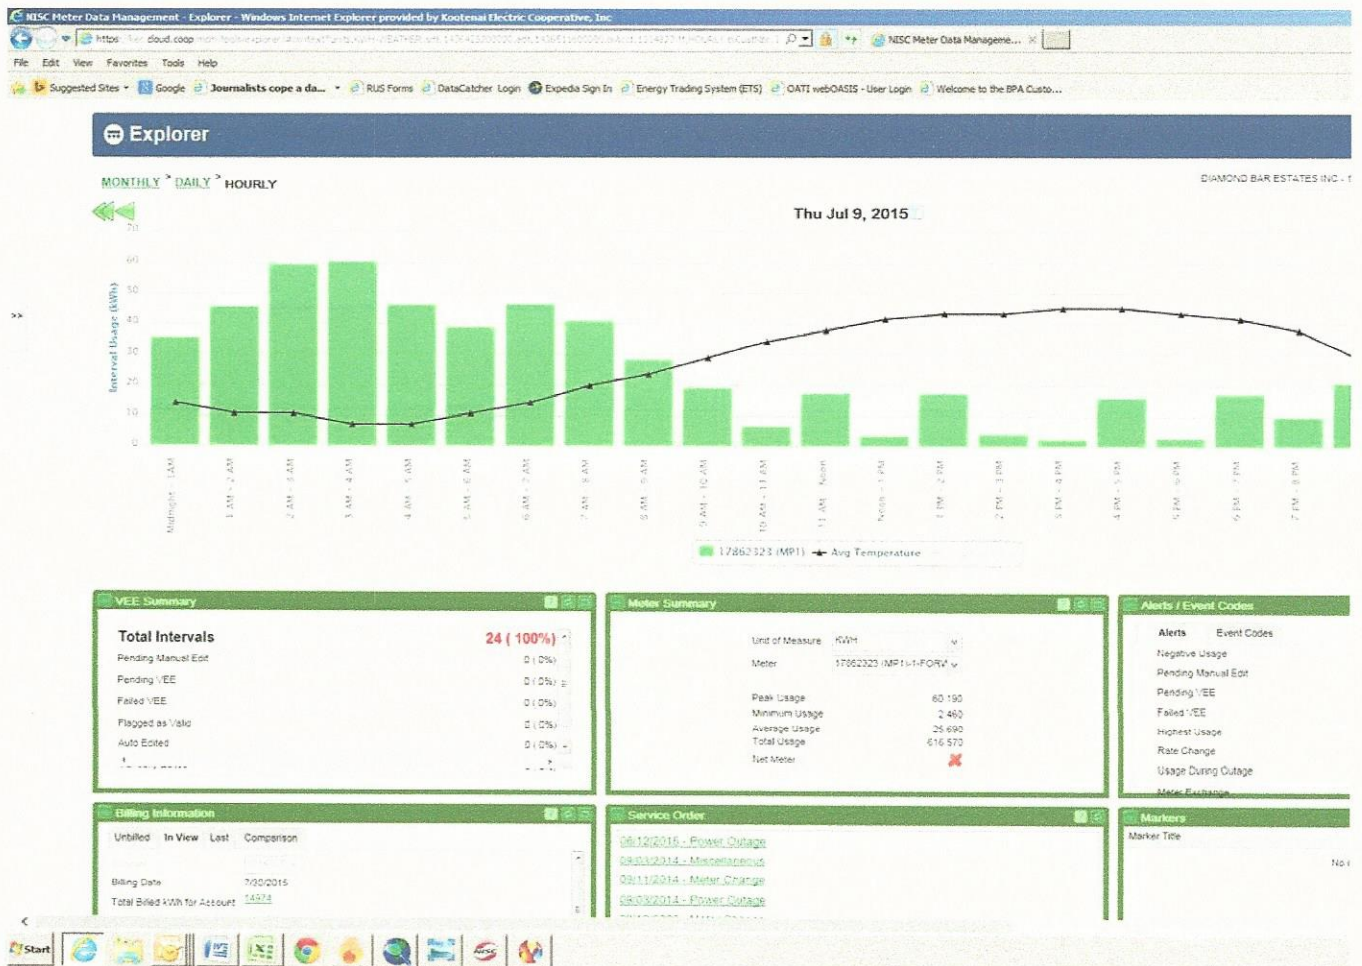 NISC Meter Data Management - Explorer - Windows Internet Explorer provided by Kootenai Electric Cooperative, Inc
https cloud.coop
NISC Meter Data Manageme...
File Edit View Favorites Tools Help
Suggested Sites Google Journalists cope a da... RUS Forms DataCatcher Login Expedia Sign In Energy Trading System (ETS) OATI webOASIS - User Login Welcome to the BPA Custo...
Explorer
MONTHLY > DAILY > HOURLY
DIAMOND BAR ESTATES INC - 1
Thu Jul 9, 2015
>>
Interval Usage (kWh)
70
60
50
40
30
20
10
0
Midnight - 1AM
1 AM - 2 AM
2 AM - 3 AM
3 AM - 4 AM
4 AM - 5 AM
5 AM - 6 AM
6 AM - 7 AM
7 AM - 8 AM
8 AM - 9 AM
9 AM - 10 AM
10 AM - 11 AM
11 AM - Noon
Noon - 1 PM
1 PM - 2 PM
2 PM - 3 PM
3 PM - 4 PM
4 PM - 5 PM
5 PM - 6 PM
6 PM - 7 PM
7 PM - 8 PM
17862323 (MP1) Avg Temperature
VEE Summary
Total Intervals 24 ( 100%)
Pending Manual Edit 0 ( 0%)
Pending VEE 0 ( 0%)
Failed VEE 0 ( 0%)
Flagged as Valid 0 ( 0%)
Auto Edited 0 ( 0%)
Meter Summary
Unit of Measure KWH
Meter 17862323 (MP1)-1-FORW
Peak Usage 60.190
Minimum Usage 2.460
Average Usage 25.690
Total Usage 616.570
Net Meter
Alerts / Event Codes
Alerts Event Codes
Negative Usage
Pending Manual Edit
Pending VEE
Failed VEE
Highest Usage
Rate Change
Usage During Outage
Meter Exchange
Billing Information
Unbilled In View Last Comparison
Billing Date 7/30/2015
Total Billed kWh for Account 14974
Service Order
06/12/2015 - Power Outage
09/03/2014 - Miscellaneous
09/11/2014 - Meter Change
09/03/2014 - Power Outage
Markers
Marker Title
Start